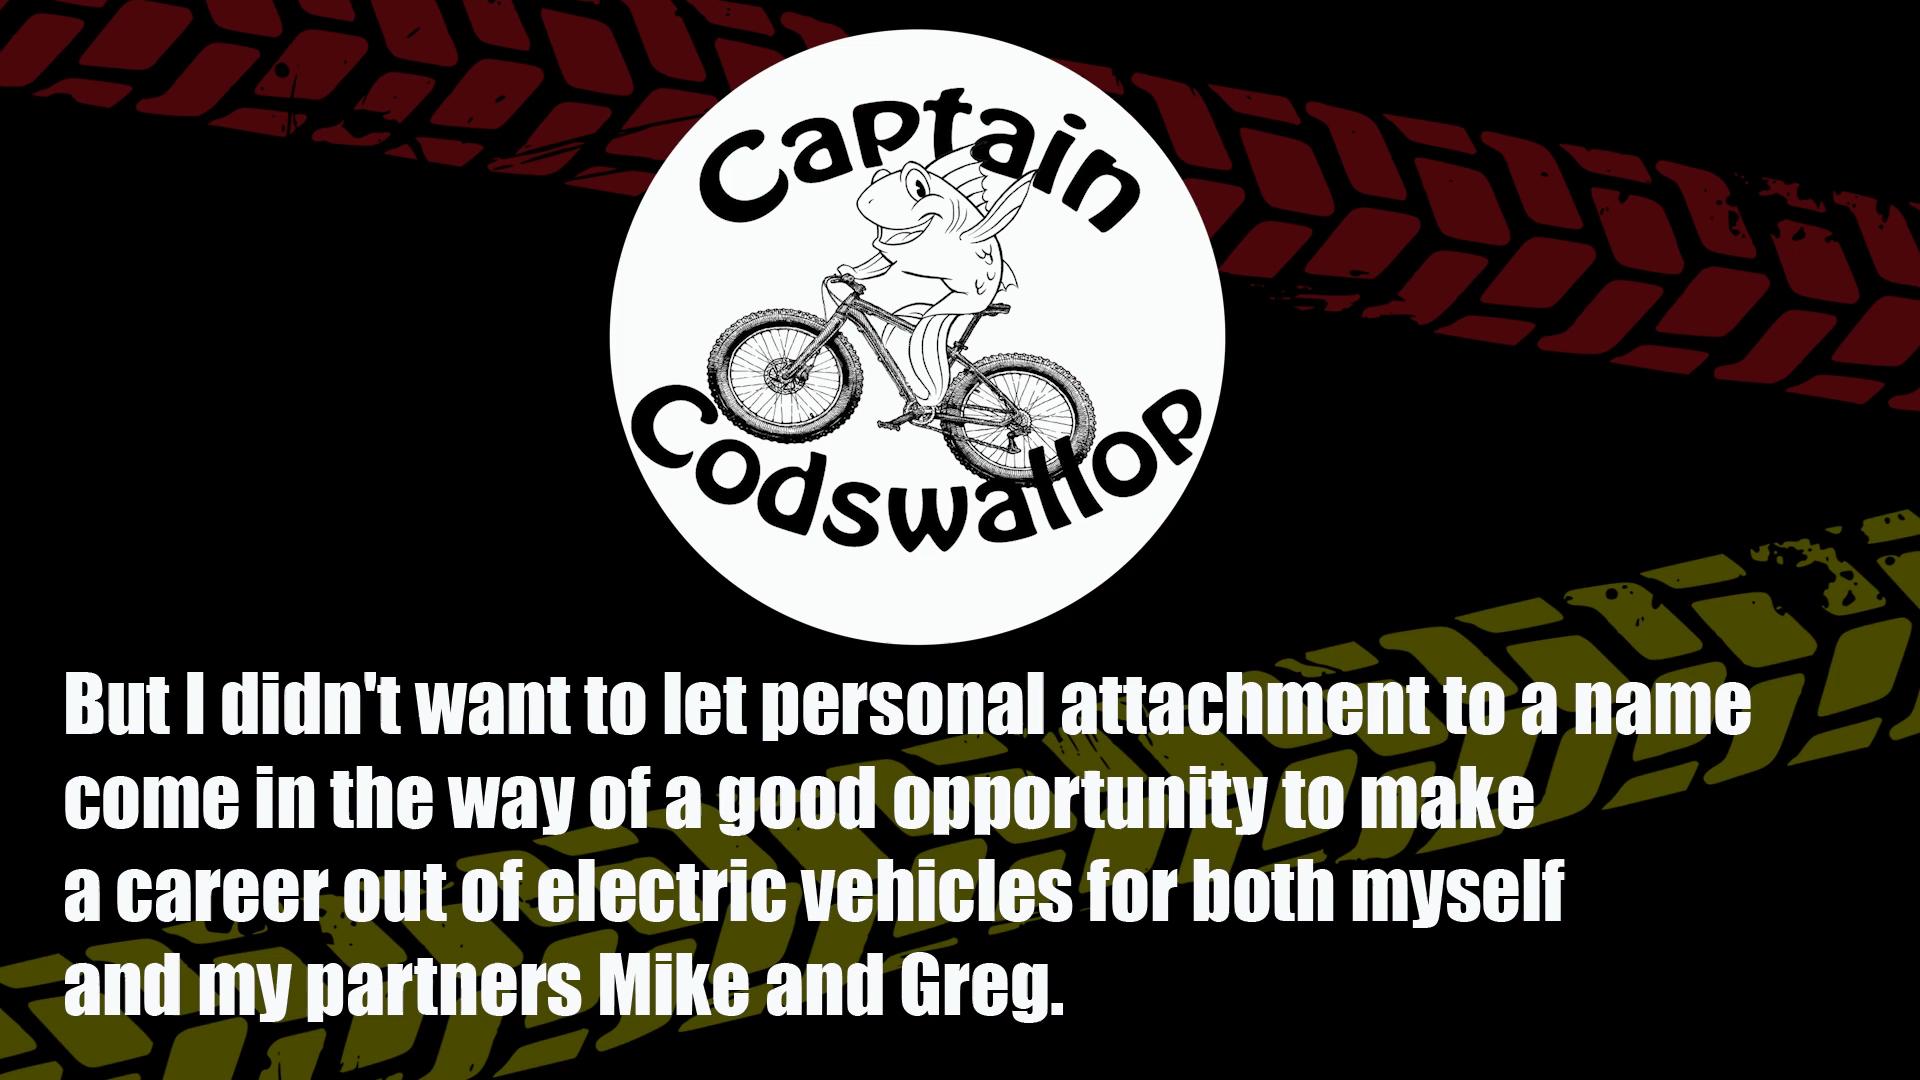 Captain
Codswallop
But I didn't want to let personal attachment to a name
come in the way of a good opportunity to make
a career out of electric vehicles for both myself
and my partners Mike and Greg.